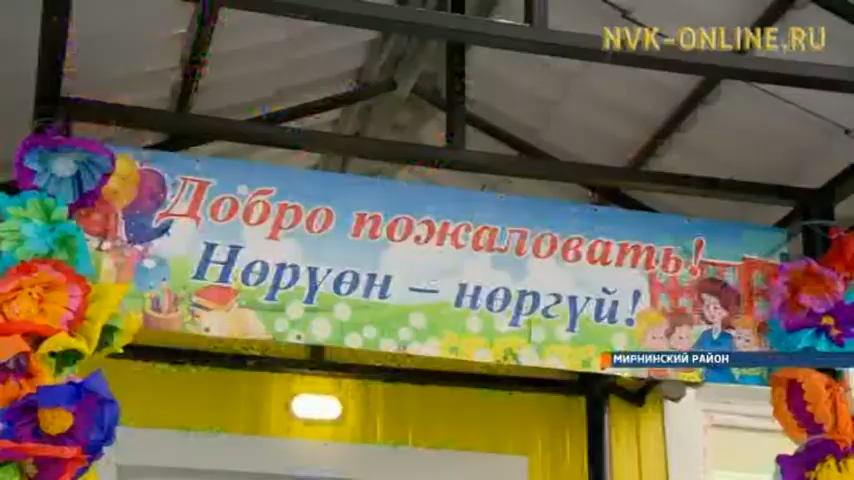 NVK-ONLINE.RU
Добро пожаловать!
Нөрүөн – нөргүй!
МИРНИНСКИЙ РАЙОН